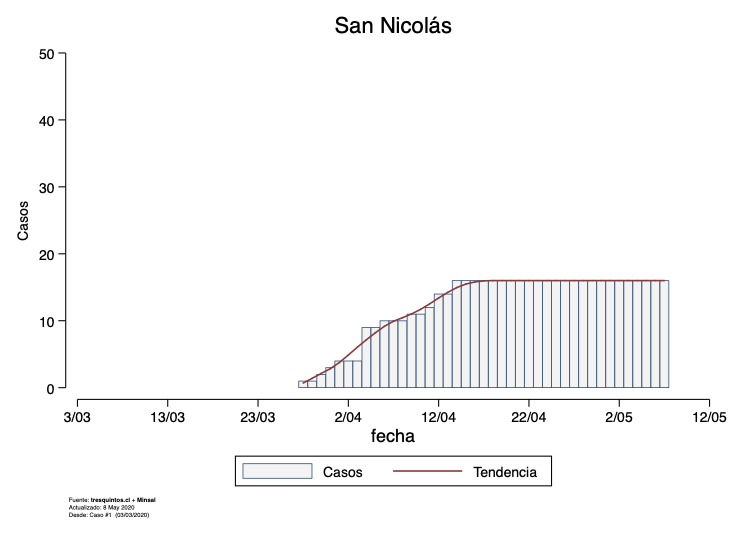 San Nicolás
50
40
30
20
10
0
Casos
3/03 13/03 23/03 2/04 12/04 22/04 2/05 12/05
fecha
Casos Tendencia
Fuente: tresquintos.cl + Minsal
Actualizado: 8 May 2020
Desde: Caso #1 (03/03/2020)